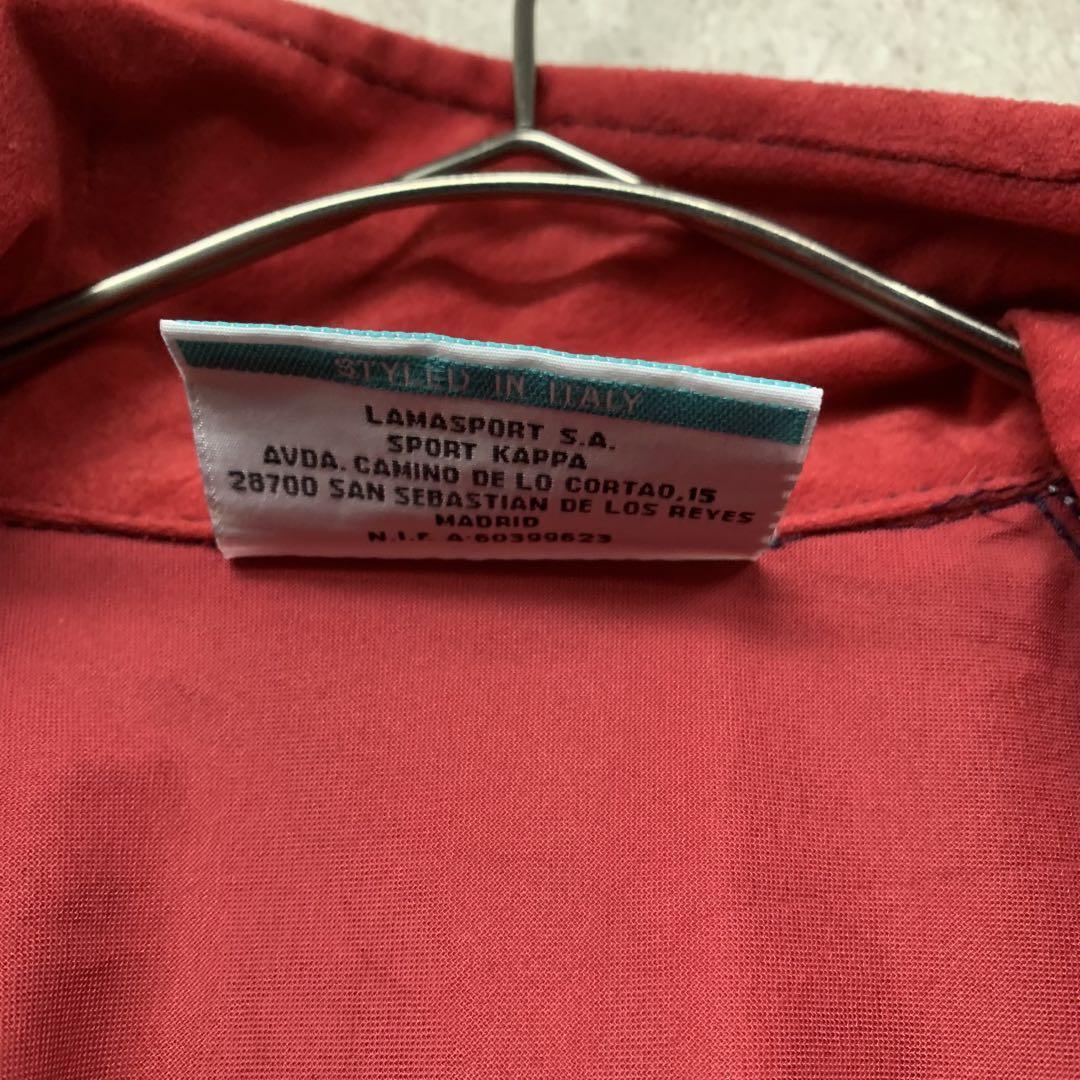 STYLED IN ITALY
LAMASPORT S.A.
SPORT KAPPA
AVDA. CAMINO DE LO CORTAO,15
28700 SAN SEBASTIAN DE LOS REYES
MADRID
N.I.F. A-60399623